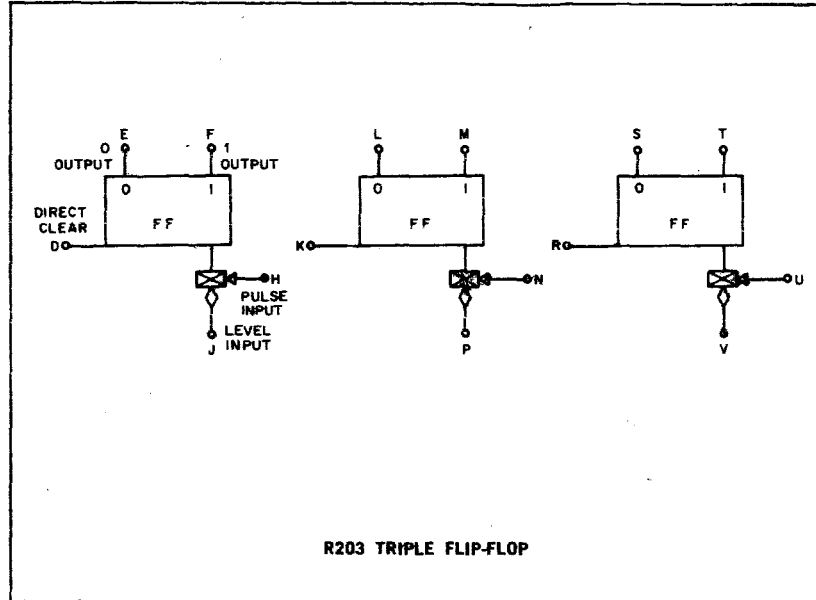 E F L M S T
0 1
OUTPUT OUTPUT
0 1 0 1 0 1
DIRECT
CLEAR
FF FF FF
D K R
H N U
PULSE
INPUT
LEVEL
INPUT
J P V
R203 TRIPLE FLIP-FLOP